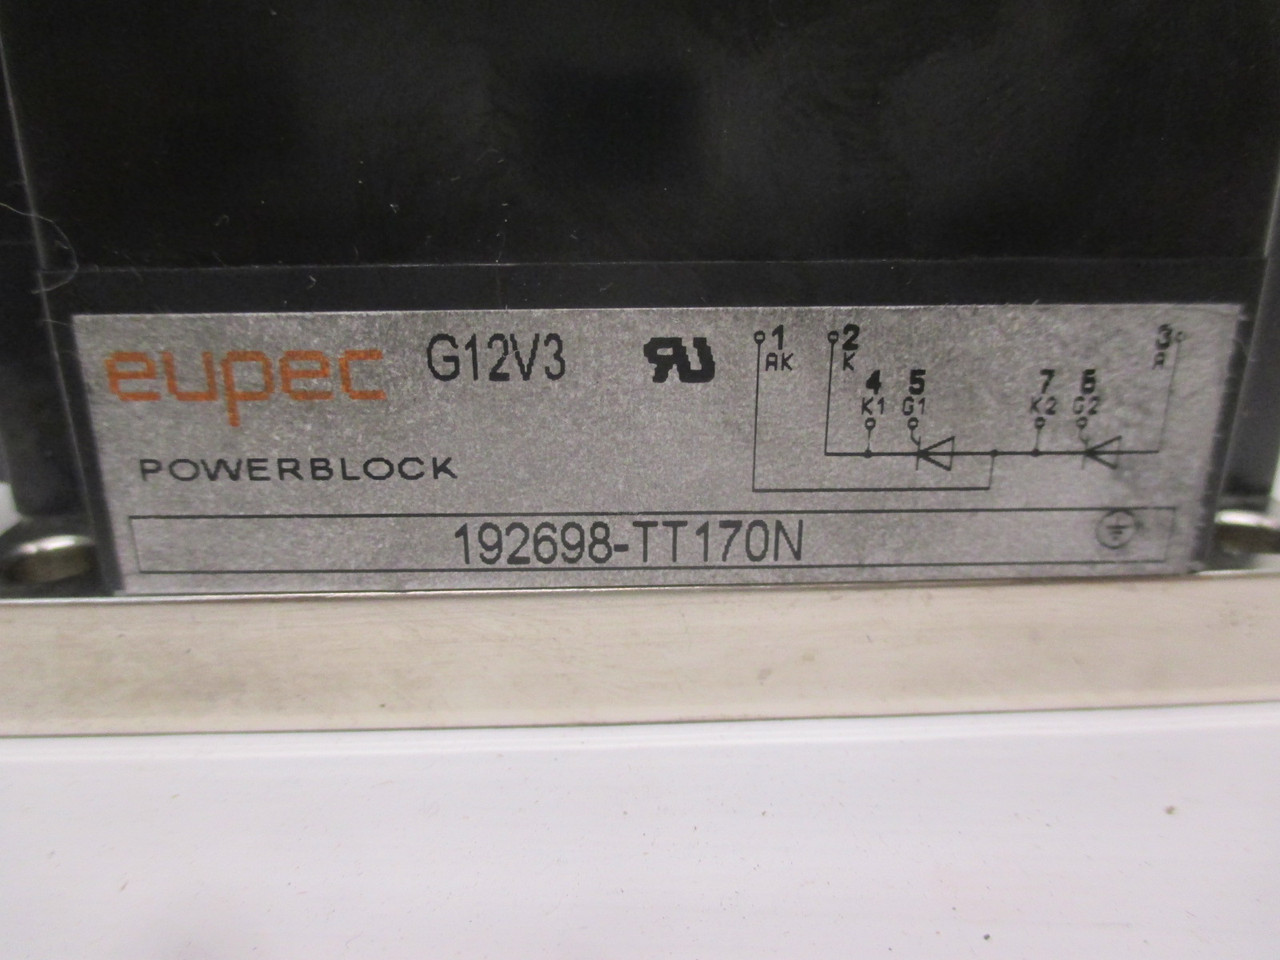 eupec G12V3
POWERBLOCK
1 2 3
AK K A
4 5 7 6
K1 G1 K2 G2
192698-TT170N